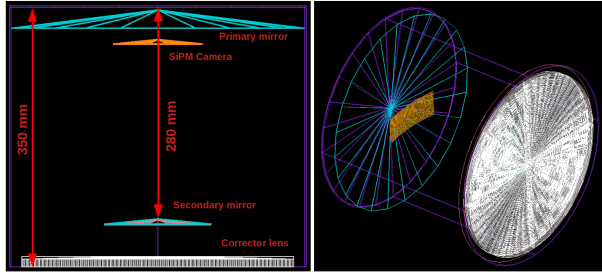 Primary mirror
SiPM Camera
350 mm
280 mm
Secondary mirror
Corrector lens